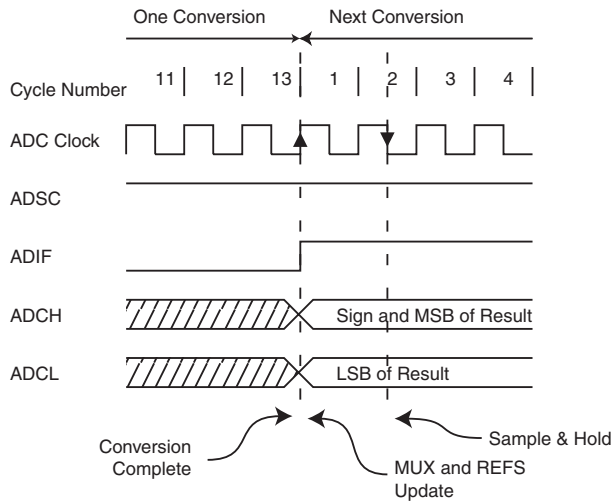 One Conversion Next Conversion
Cycle Number 11 12 13 1 2 3 4
ADC Clock
ADSC
ADIF
ADCH Sign and MSB of Result
ADCL LSB of Result
Conversion
Complete
MUX and REFS
Update
Sample & Hold